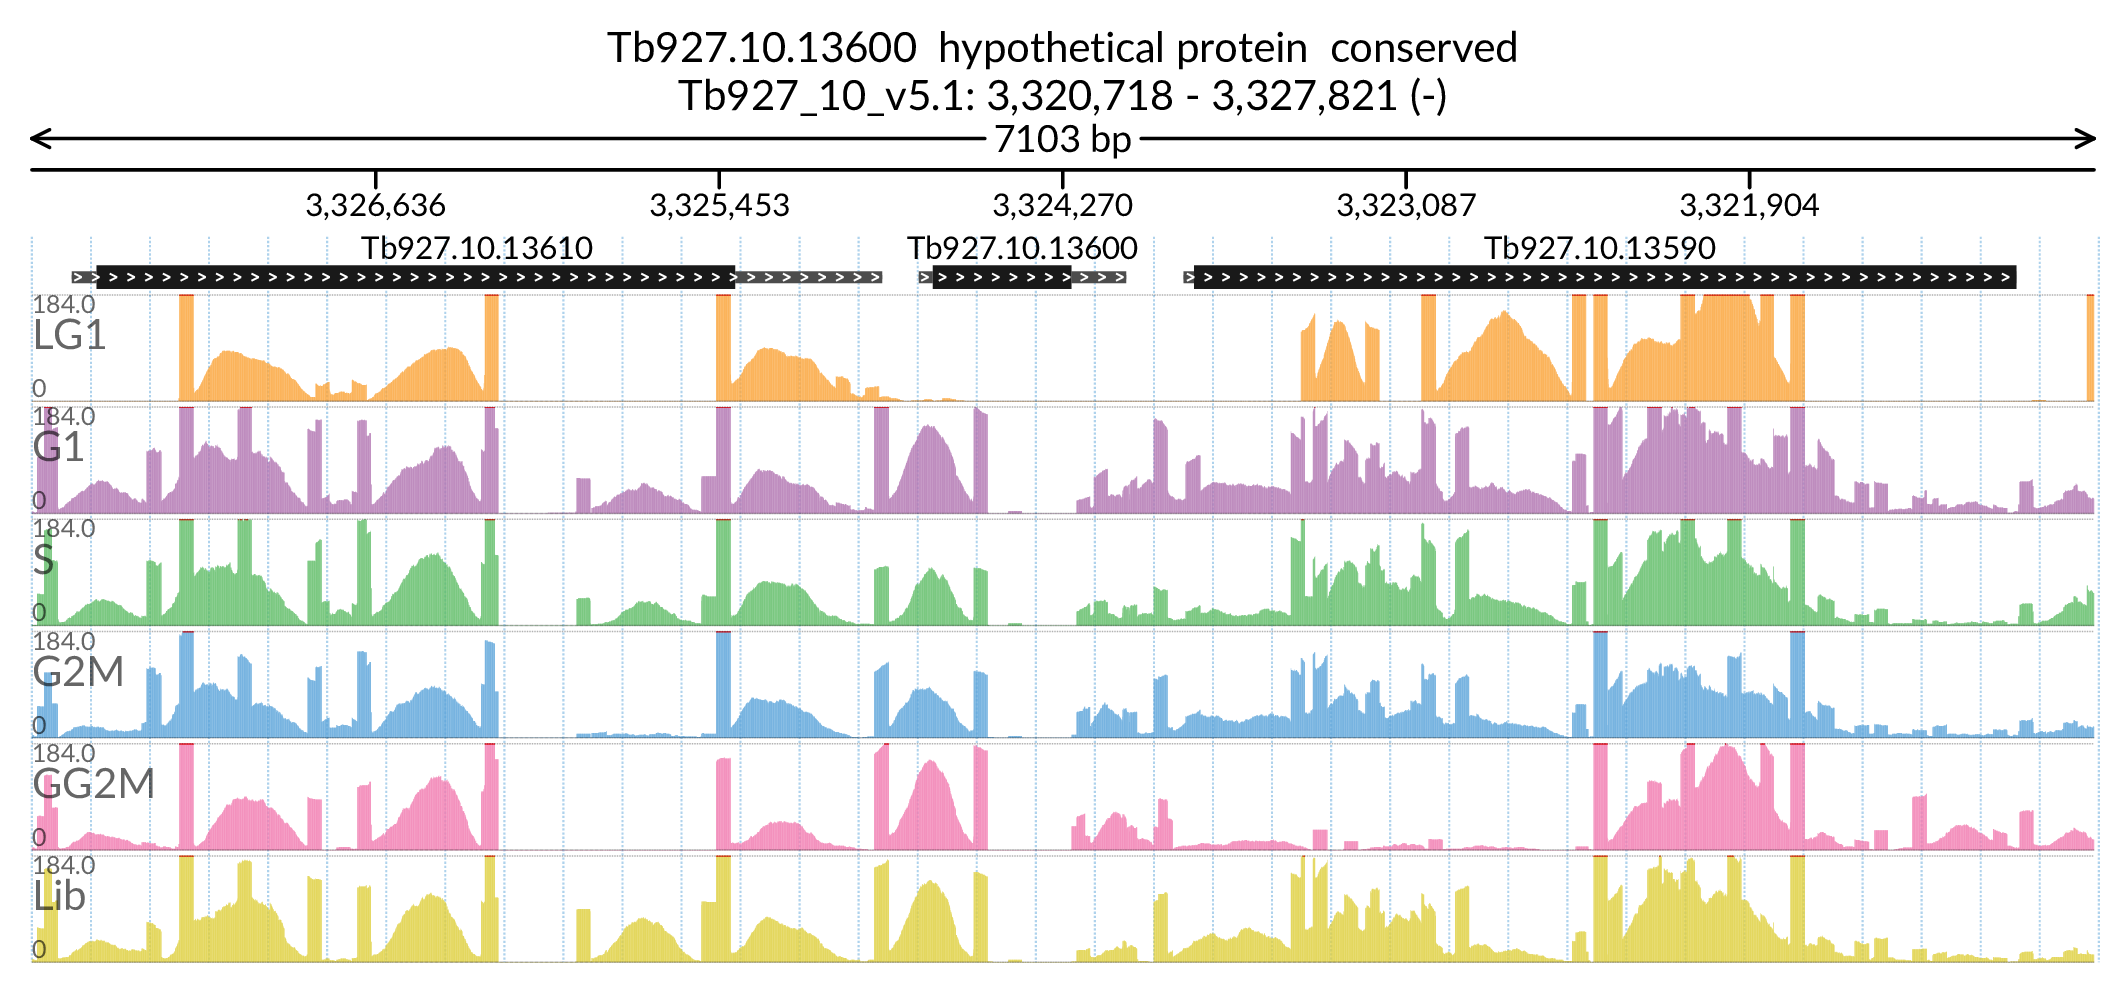 Tb927.10.13600  hypothetical protein  conserved
Tb927_10_v5.1: 3,320,718 - 3,327,821 (-)
7103 bp
3,326,636 3,325,453 3,324,270 3,323,087 3,321,904
Tb927.10.13610 Tb927.10.13600 Tb927.10.13590
184.0
LG1
0
184.0
G1
0
184.0
S
0
184.0
G2M
0
184.0
GG2M
0
184.0
Lib
0